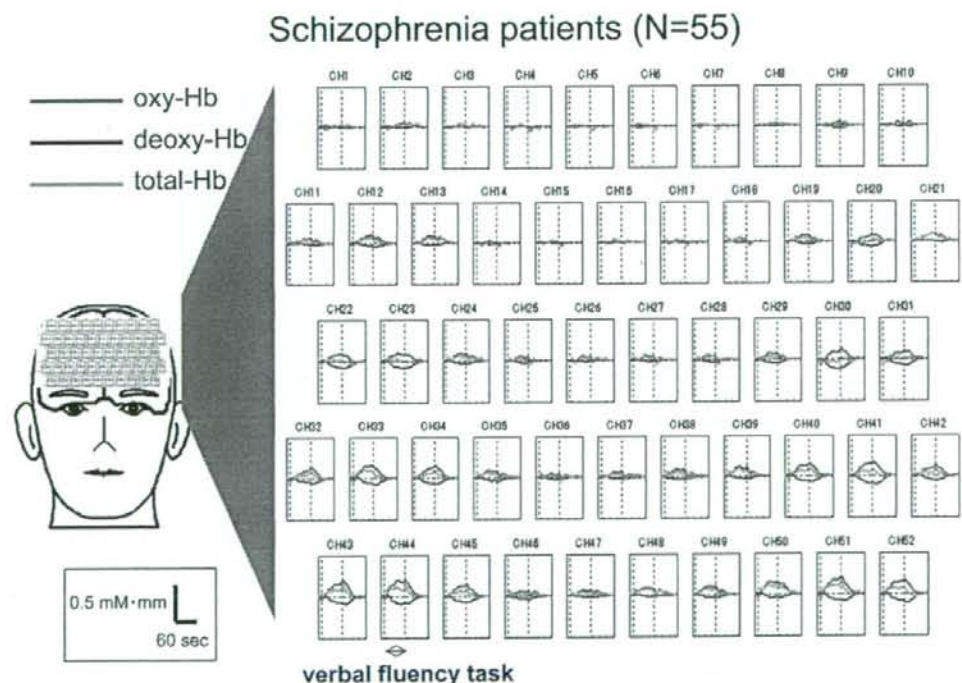 Schizophrenia patients (N=55)
oxy-Hb
deoxy-Hb
total-Hb
CH1 CH2 CH3 CH4 CH5 CH6 CH7 CH8 CH9 CH10
CH11 CH12 CH13 CH14 CH15 CH16 CH17 CH18 CH19 CH20 CH21
CH22 CH23 CH24 CH25 CH26 CH27 CH28 CH29 CH30 CH31
CH32 CH33 CH34 CH35 CH36 CH37 CH38 CH39 CH40 CH41 CH42
CH43 CH44 CH45 CH46 CH47 CH48 CH49 CH50 CH51 CH52
0.5 mM·mm
60 sec
verbal fluency task